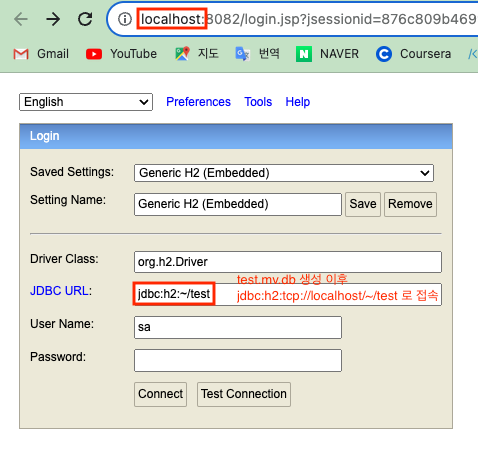 localhost:8082/login.jsp?jsessionid=876c809b469
Gmail YouTube 지도 번역 NAVER Coursera
English Preferences Tools Help
Login
Saved Settings: Generic H2 (Embedded)
Setting Name: Generic H2 (Embedded) Save Remove
Driver Class: org.h2.Driver
test.mv.db 생성 이후
JDBC URL: jdbc:h2:~/test jdbc:h2:tcp://localhost/~/test 로 접속
User Name: sa
Password:
Connect Test Connection